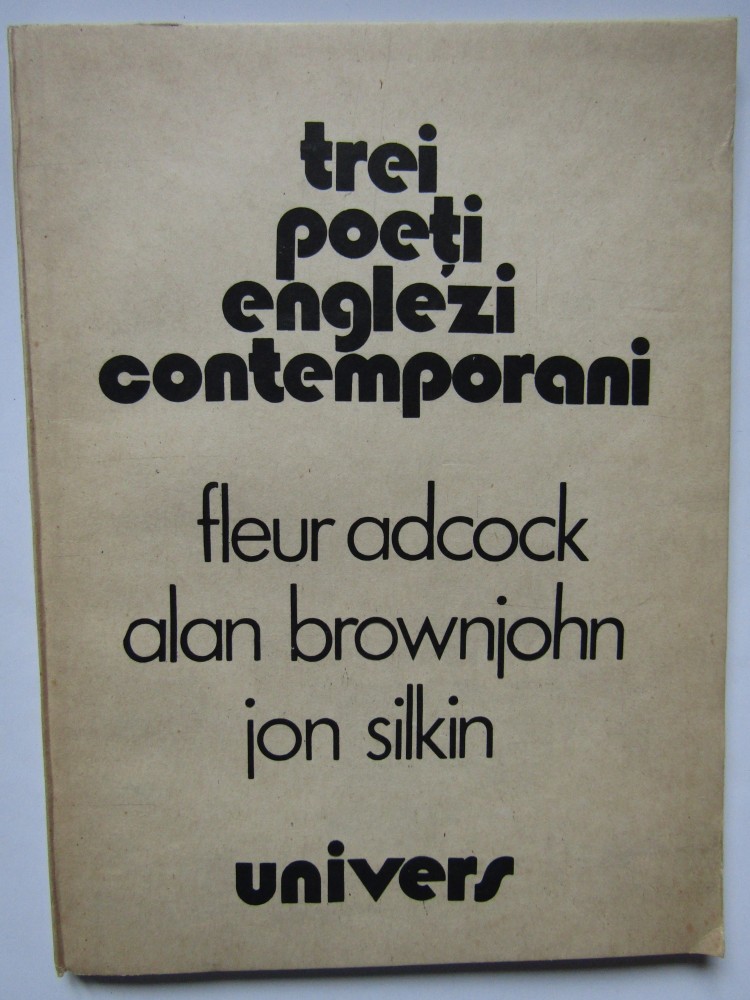 trei
poeți
englezi
contemporani
fleur adcock
alan brownjohn
jon silkin
univers